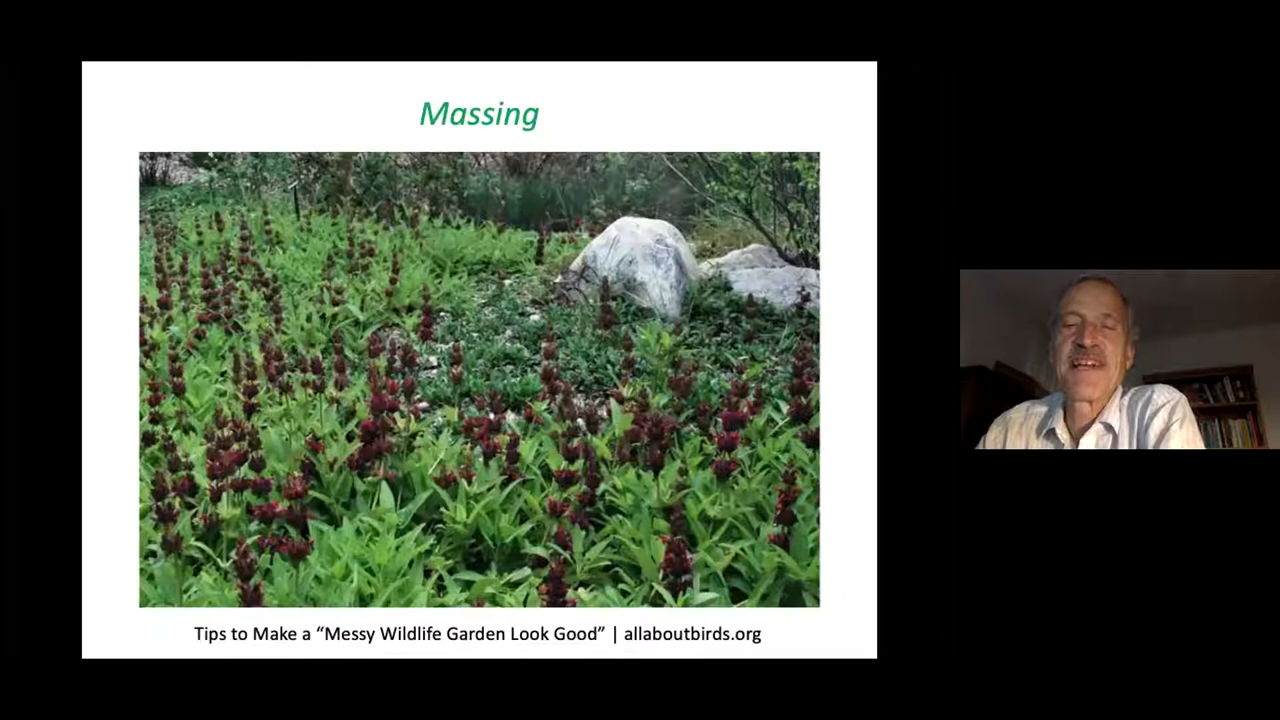 Massing
Tips to Make a “Messy Wildlife Garden Look Good” | allaboutbirds.org